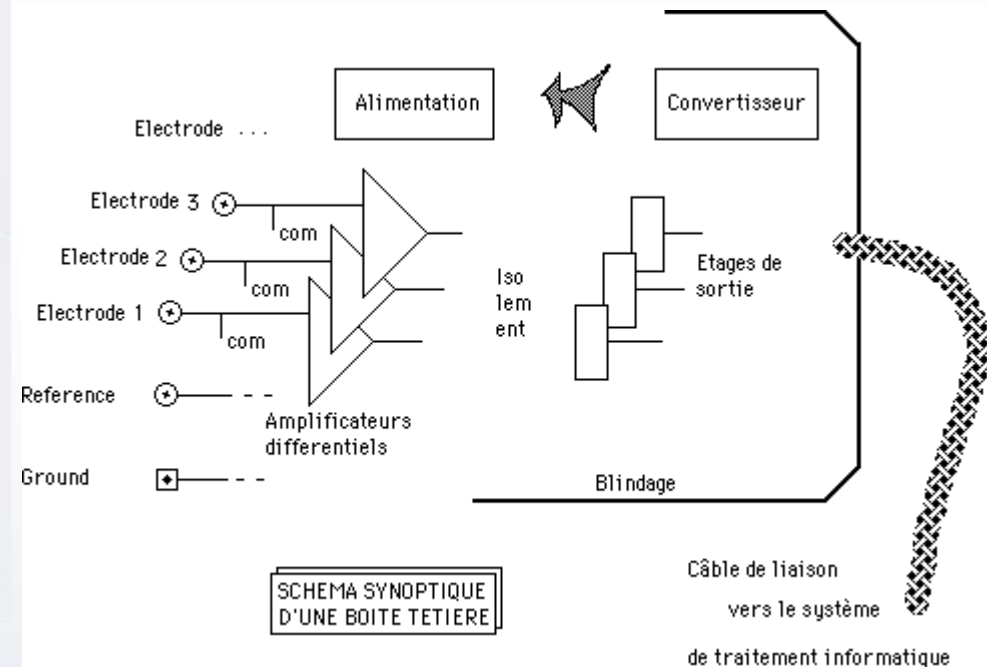 Alimentation
Convertisseur
Electrode ...
Electrode 3
com
Electrode 2
com
Electrode 1
com
Iso
lem
ent
Etages de
sortie
Reference
Amplificateurs
differentiels
Ground
Blindage
SCHEMA SYNOPTIQUE
D'UNE BOITE TETIERE
Câble de liaison
vers le système
de traitement informatique